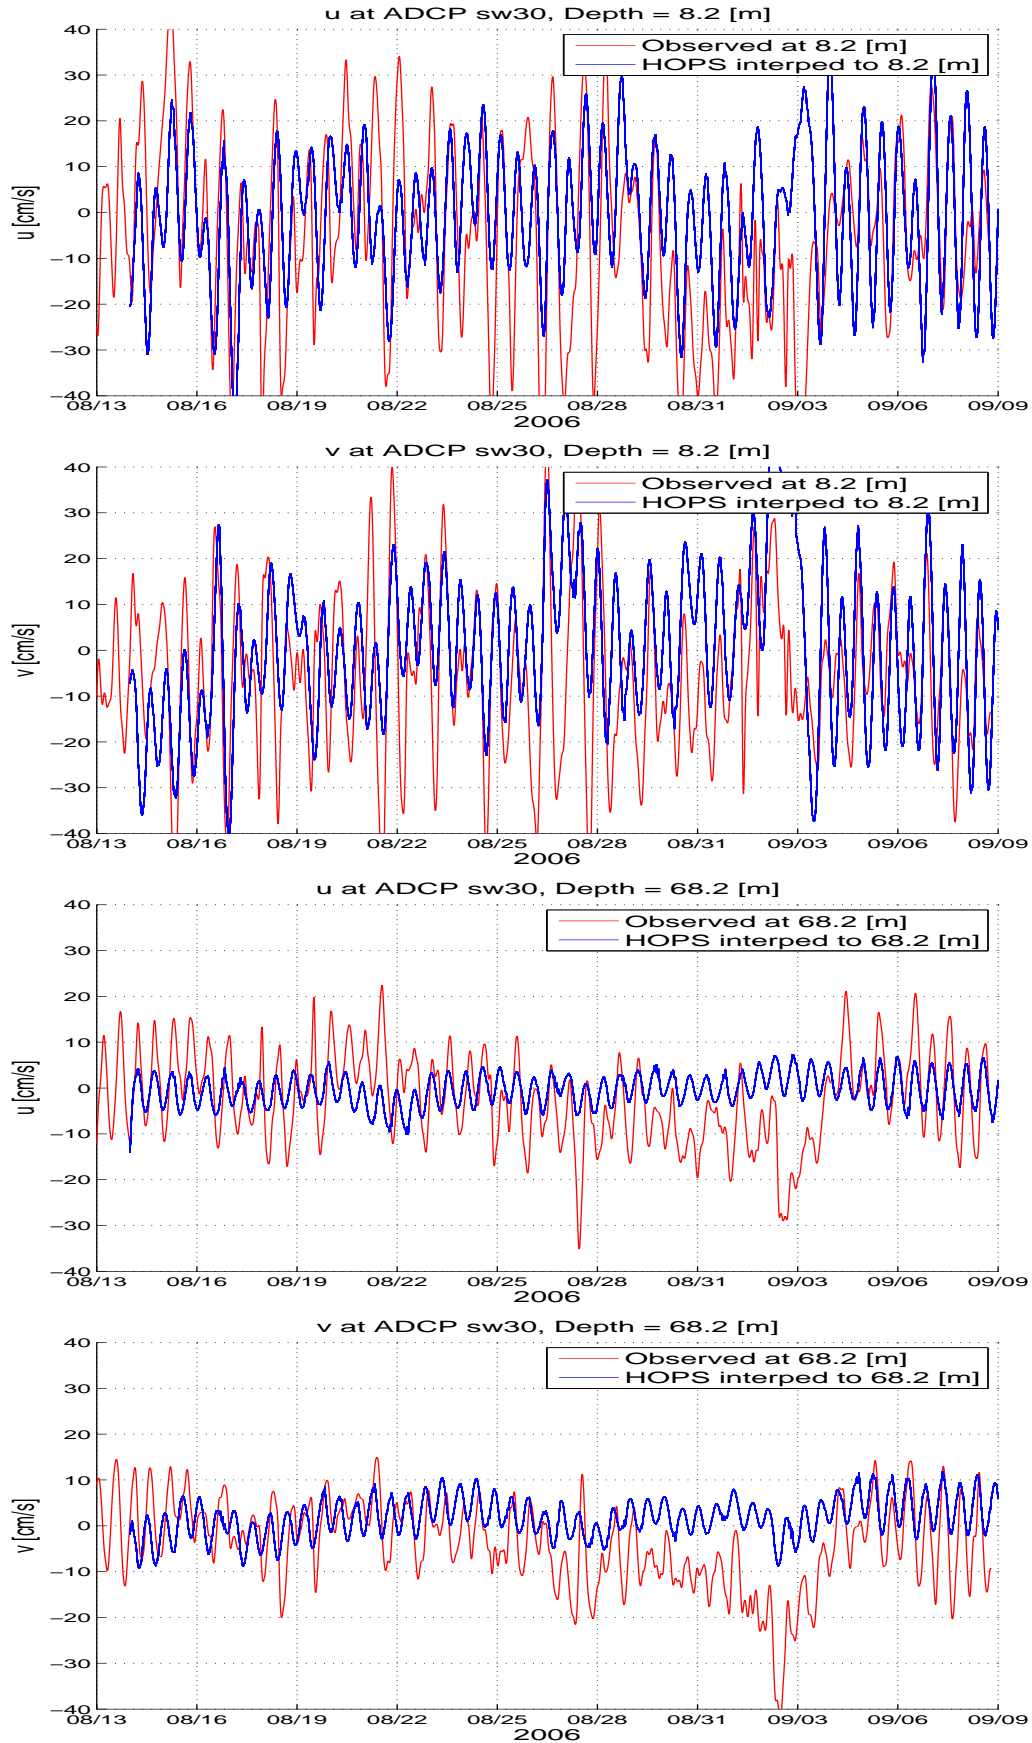 u at ADCP sw30, Depth = 8.2 [m]
40
30
20
10
0
−10
−20
−30
−40
u [cm/s]
Observed at 8.2 [m]
HOPS interped to 8.2 [m]
08/13 08/16 08/19 08/22 08/25 08/28 08/31 09/03 09/06 09/09
2006
v at ADCP sw30, Depth = 8.2 [m]
40
30
20
10
0
−10
−20
−30
−40
v [cm/s]
Observed at 8.2 [m]
HOPS interped to 8.2 [m]
08/13 08/16 08/19 08/22 08/25 08/28 08/31 09/03 09/06 09/09
2006
u at ADCP sw30, Depth = 68.2 [m]
40
30
20
10
0
−10
−20
−30
−40
u [cm/s]
Observed at 68.2 [m]
HOPS interped to 68.2 [m]
08/13 08/16 08/19 08/22 08/25 08/28 08/31 09/03 09/06 09/09
2006
v at ADCP sw30, Depth = 68.2 [m]
40
30
20
10
0
−10
−20
−30
−40
v [cm/s]
Observed at 68.2 [m]
HOPS interped to 68.2 [m]
08/13 08/16 08/19 08/22 08/25 08/28 08/31 09/03 09/06 09/09
2006